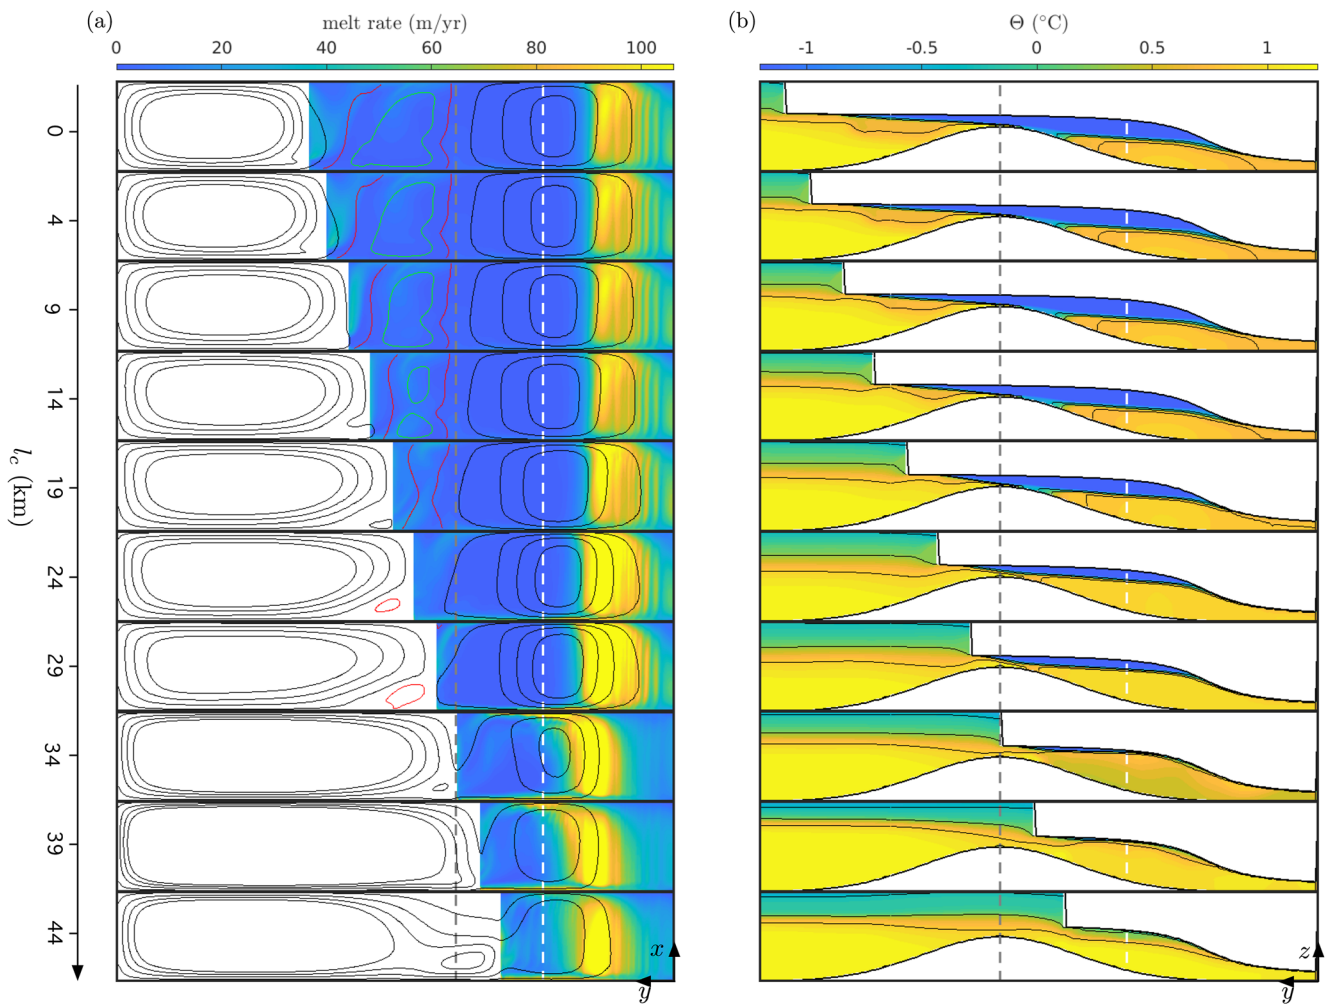 (a)
melt rate (m/yr)
0 20 40 60 80 100
(b)
Θ (°C)
-1 -0.5 0 0.5 1
l_c (km)
0
4
9
14
19
24
29
34
39
44
x
y
z
y